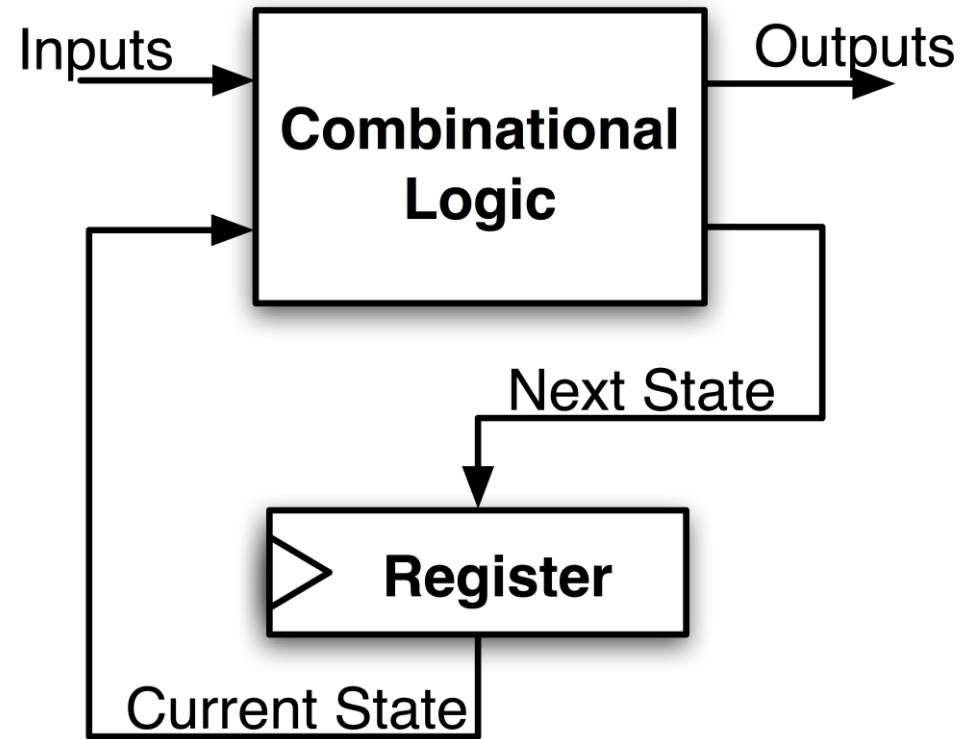 Inputs
Outputs
Combinational
Logic
Next State
Register
Current State